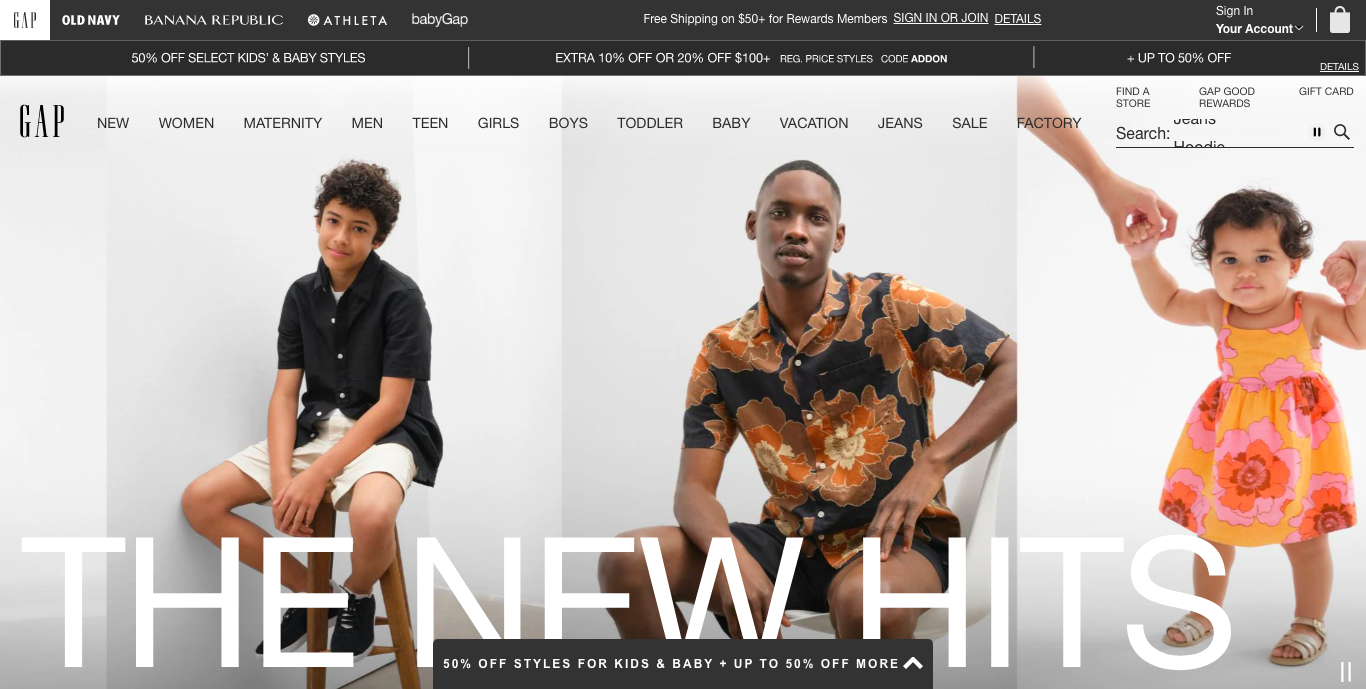 GAP
OLD NAVY
BANANA REPUBLIC
ATHLETA
babyGap
Free Shipping on $50+ for Rewards Members SIGN IN OR JOIN DETAILS
Sign In
Your Account
50% OFF SELECT KIDS' & BABY STYLES
EXTRA 10% OFF OR 20% OFF $100+ REG. PRICE STYLES CODE ADDON
+ UP TO 50% OFF
DETAILS
FIND A STORE
GAP GOOD REWARDS
GIFT CARD
GAP
NEW WOMEN MATERNITY MEN TEEN GIRLS BOYS TODDLER BABY VACATION JEANS SALE FACTORY
Jeans
Search:
Hoodie
THE NEW HITS
50% OFF STYLES FOR KIDS & BABY + UP TO 50% OFF MORE